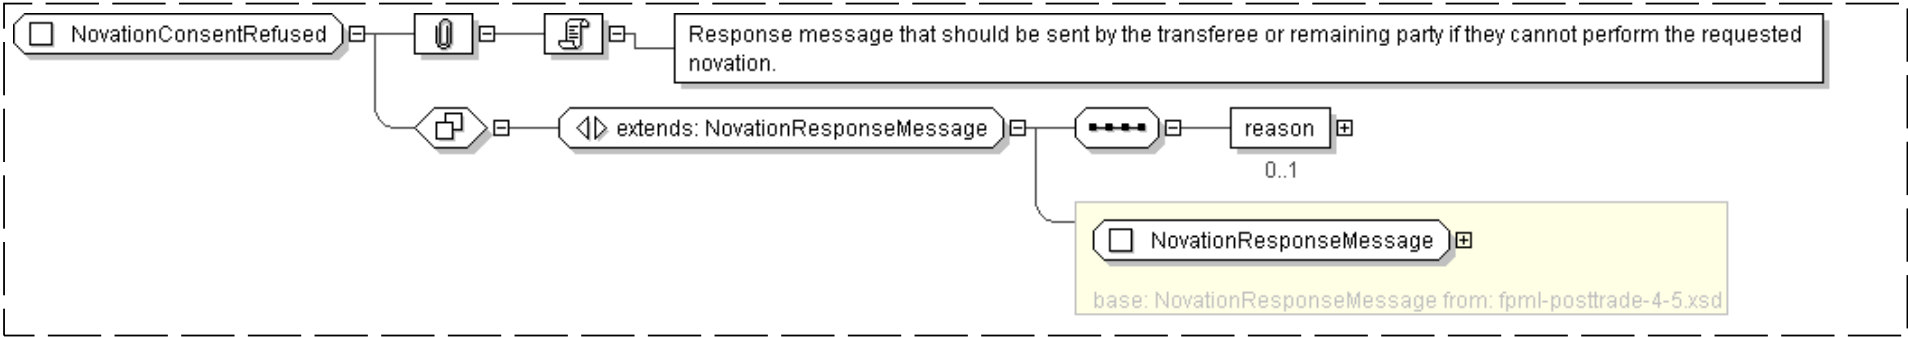 NovationConsentRefused
Response message that should be sent by the transferee or remaining party if they cannot perform the requested
novation.
extends: NovationResponseMessage
reason
0..1
NovationResponseMessage
base: NovationResponseMessage from: fpml-posttrade-4-5.xsd